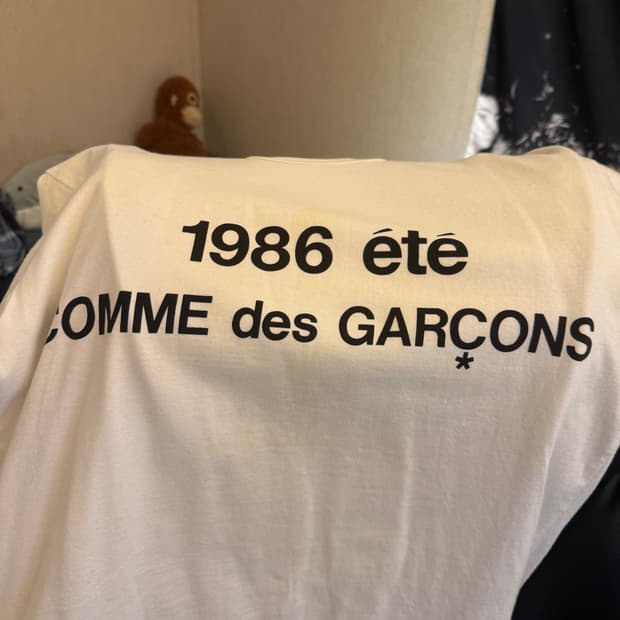 1986 été
COMME des GARÇONS
*